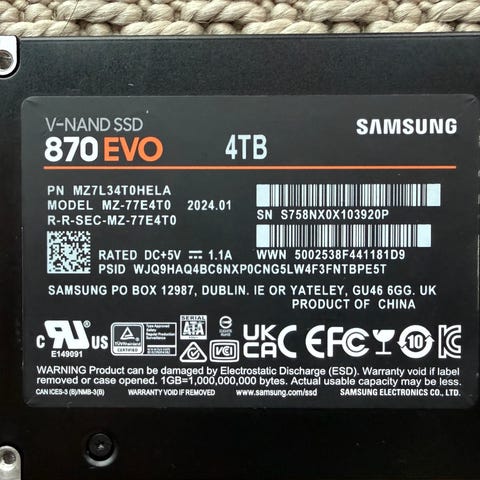 V-NAND SSD
870 EVO
4TB
SAMSUNG
PN MZ7L34T0HELA
MODEL MZ-77E4T0 2024.01
R-R-SEC-MZ-77E4T0
SN S758NX0X103920P
RATED DC+5V ⎓ 1.1A
WWN 5002538F441181D9
PSID WJQ9HAQ4BC6NXP0CNG5LW4F3FNTBPE5T
SAMSUNG PO BOX 12987, DUBLIN. IE OR YATELEY, GU46 6GG. UK
PRODUCT OF CHINA
C UL US
E149091
TÜVRheinland
CERTIFIED
SERIAL
ATA
VCI
UK CA CE FC 10
WARNING Product can be damaged by Electrostatic Discharge (ESD). Warranty void if label
removed or case opened. 1GB=1,000,000,000 bytes. Actual usable capacity may be less.
CAN ICES-3 (B)/NMB-3(B) WARRANTY VOID IF REMOVED www.samsung.com/ssd SAMSUNG ELECTRONICS CO., LTD.